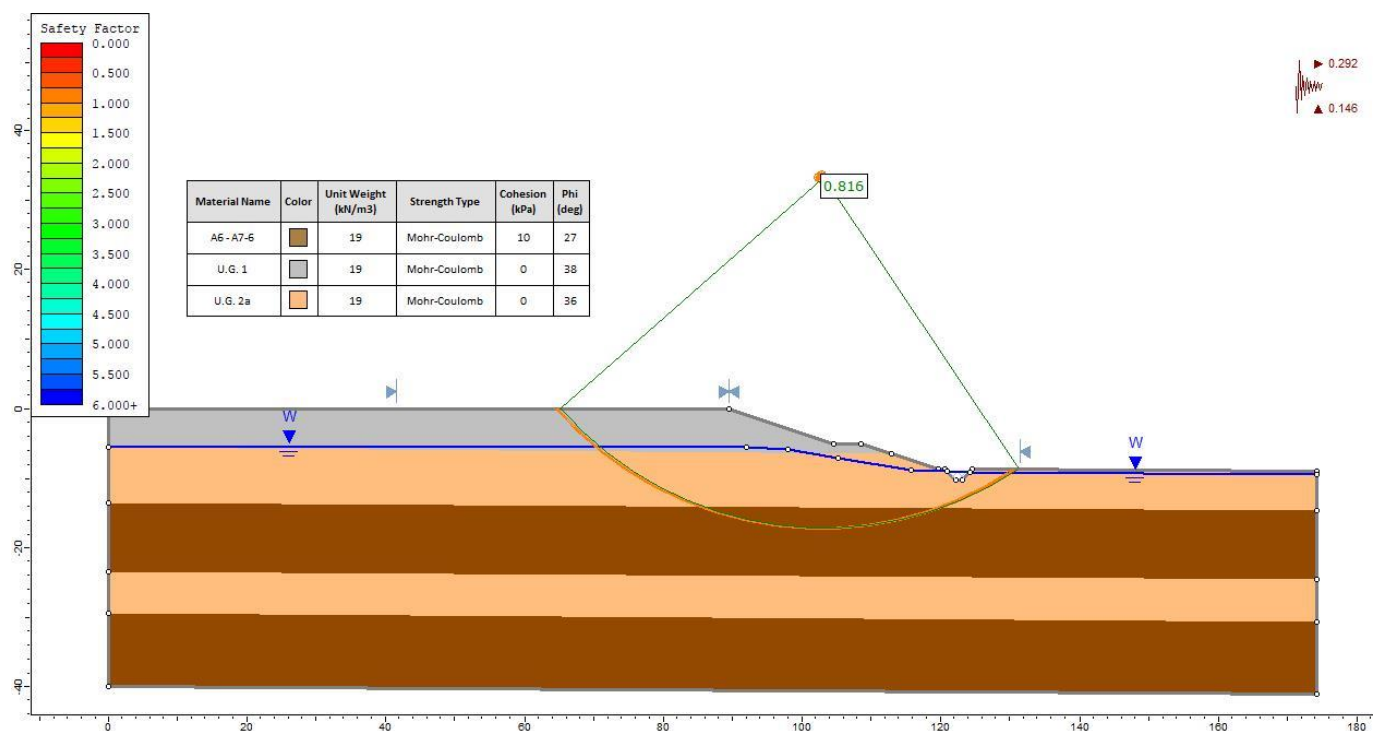 Safety Factor
0.000
0.500
1.000
1.500
2.000
2.500
3.000
3.500
4.000
4.500
5.000
5.500
6.000+
0.292
0.146
Material Name Color Unit Weight (kN/m3) Strength Type Cohesion (kPa) Phi (deg)
A6 - A7-6 19 Mohr-Coulomb 10 27
U.G. 1 19 Mohr-Coulomb 0 38
U.G. 2a 19 Mohr-Coulomb 0 36
0.816
W
W
40
20
0
-20
-40
0 20 40 60 80 100 120 140 160 180